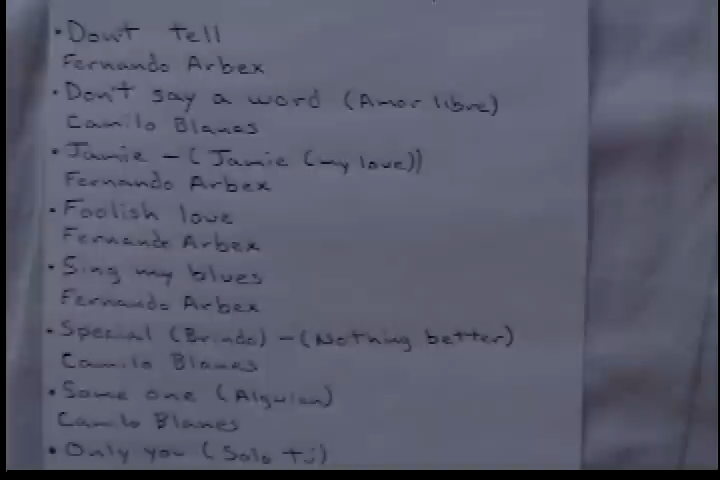 • Don't tell
Fernando Arbex
• Don't say a word (Amor libre)
Camilo Blanes
• Jamie - (Jamie (my love))
Fernando Arbex
• Foolish love
Fernando Arbex
• Sing my blues
Fernando Arbex
• Special (Brindo) - (Nothing better)
Camilo Blanes
• Some one (Alguian)
Camilo Blanes
• Only you (Solo tú)